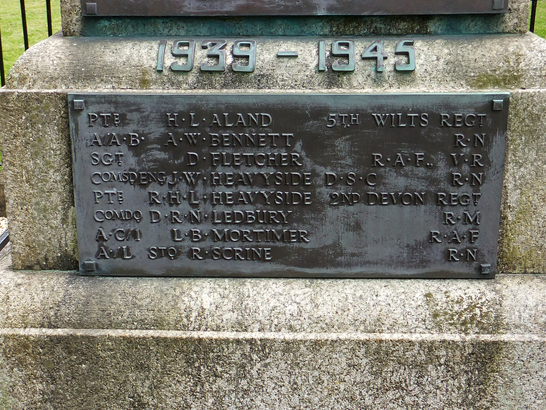 1939 – 1945
PTE H·L·ALAND 5TH WILTS REGT
A/A·B· A·W·BENNETT R·N
SGT D·FLETCHER R·A·F· V·R
COMSDENG J·W·HEAVYSIDE D·S·C R·N
PTE R·H·L·HEAVYSIDE 2ND DEVON REGT
COMDO D·R·N·LEDBURY R·M
A·C/1 L·B·MORTIMER R·A·F
A/L STO R·SCRINE R·N